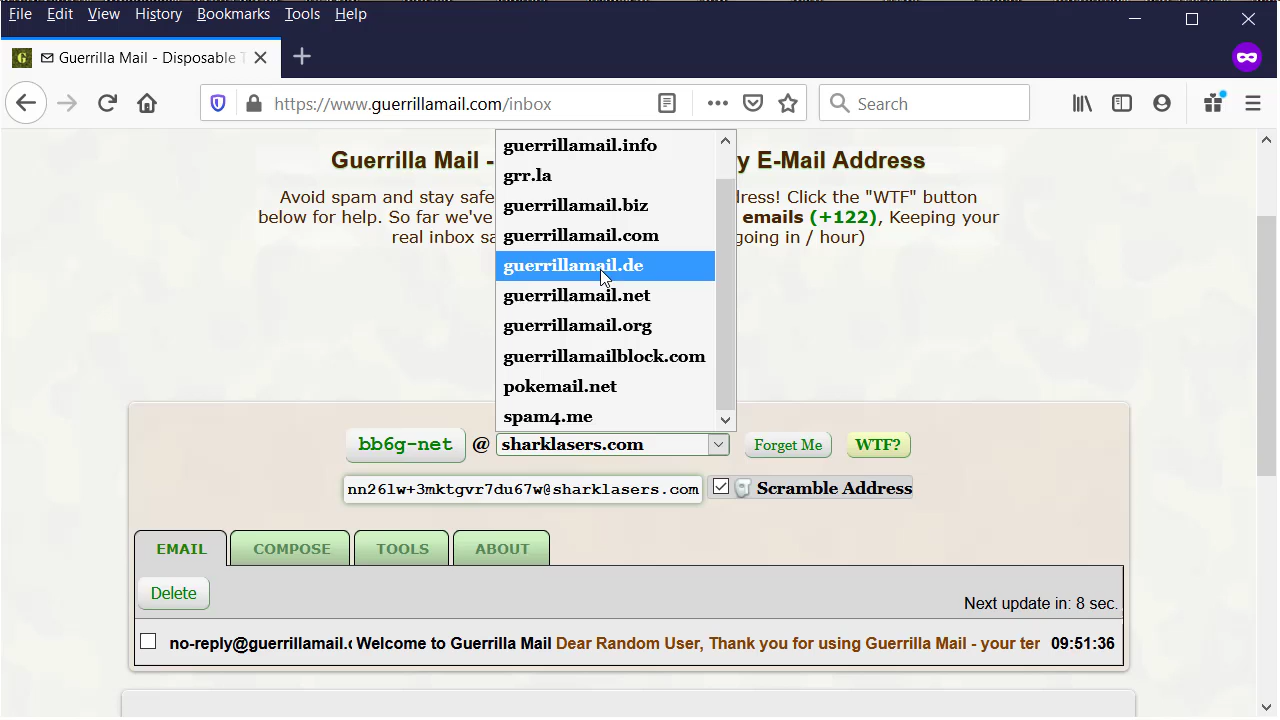 File Edit View History Bookmarks Tools Help
G Guerrilla Mail - Disposable T
https://www.guerrillamail.com/inbox
Search
Guerrilla Mail - y E-Mail Address
Avoid spam and stay safe dress! Click the "WTF" button
below for help. So far we've emails (+122), Keeping your
real inbox going in / hour)
guerrillamail.info
grr.la
guerrillamail.biz
guerrillamail.com
guerrillamail.de
guerrillamail.net
guerrillamail.org
guerrillamailblock.com
pokemail.net
spam4.me
bb6g-net @ sharklasers.com Forget Me WTF?
nn26lw+3mktgvr7du67w@sharklasers.com Scramble Address
EMAIL COMPOSE TOOLS ABOUT
Delete
Next update in: 8 sec.
no-reply@guerrillamail.c Welcome to Guerrilla Mail Dear Random User, Thank you for using Guerrilla Mail - your ter 09:51:36